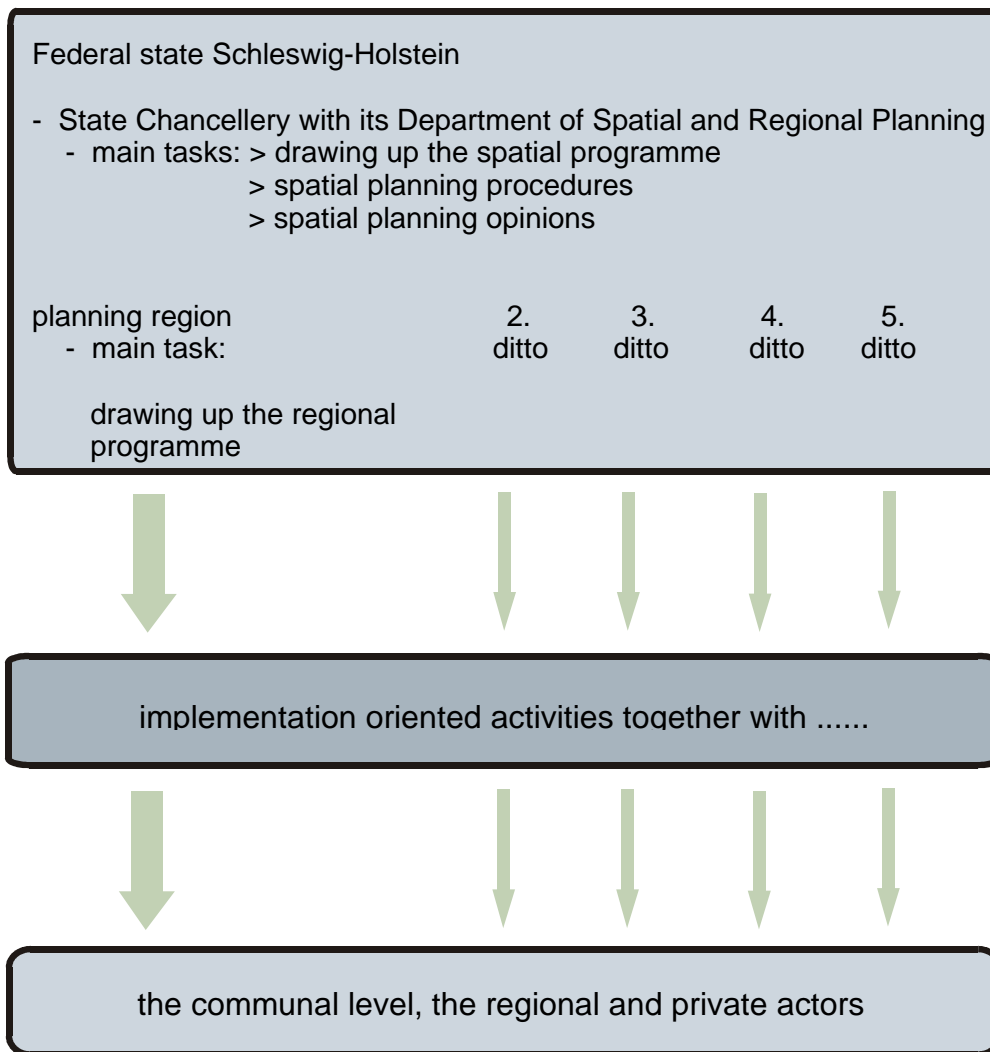 Federal state Schleswig-Holstein
- State Chancellery with its Department of Spatial and Regional Planning
- main tasks: > drawing up the spatial programme
> spatial planning procedures
> spatial planning opinions
planning region 2. 3. 4. 5.
- main task: ditto ditto ditto ditto
drawing up the regional
programme
implementation oriented activities together with ......
the communal level, the regional and private actors